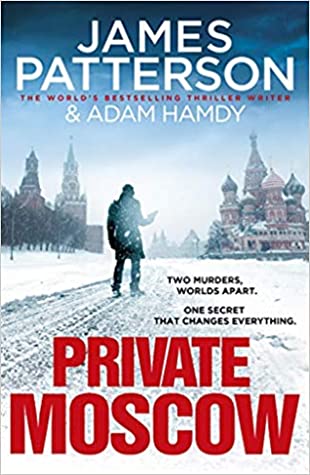 JAMES
PATTERSON
THE WORLD'S BESTSELLING THRILLER WRITER
& ADAM HAMDY
TWO MURDERS,
WORLDS APART.
ONE SECRET
THAT CHANGES EVERYTHING.
PRIVATE
MOSCOW